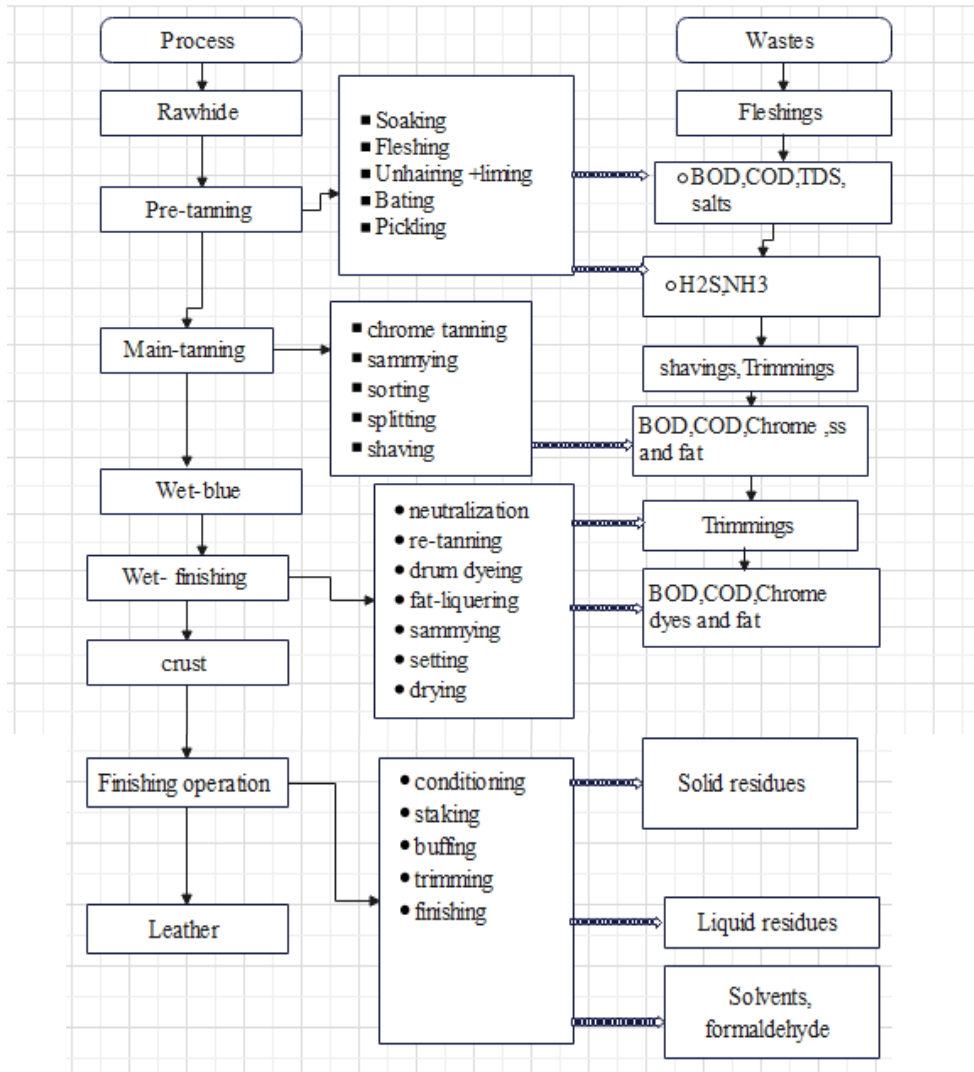 Process
Wastes
Rawhide
Fleshings
■ Soaking
■ Fleshing
■ Unhairing +liming
■ Bating
■ Pickling
Pre-tanning
○ BOD,COD,TDS,
salts
○ H2S,NH3
Main-tanning
■ chrome tanning
■ sammying
■ sorting
■ splitting
■ shaving
shavings,Trimmings
BOD,COD,Chrome ,ss
and fat
Wet-blue
Wet- finishing
● neutralization
● re-tanning
● drum dyeing
● fat-liquering
● sammying
● setting
● drying
Trimmings
BOD,COD,Chrome
dyes and fat
crust
Finishing operation
● conditioning
● staking
● buffing
● trimming
● finishing
Solid residues
Leather
Liquid residues
Solvents,
formaldehyde